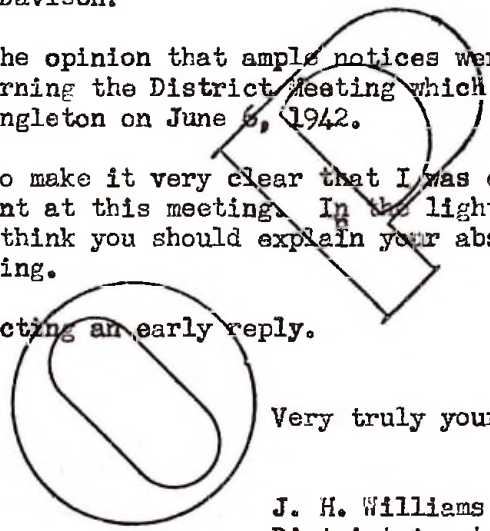 Davison.
he opinion that ample notices wer
rning the District Meeting which
ngleton on June 6, 1942.
o make it very clear that I was e
nt at this meeting. In the light
think you should explain your abs
ing.
cting an early reply.
Very truly your
J. H. Williams